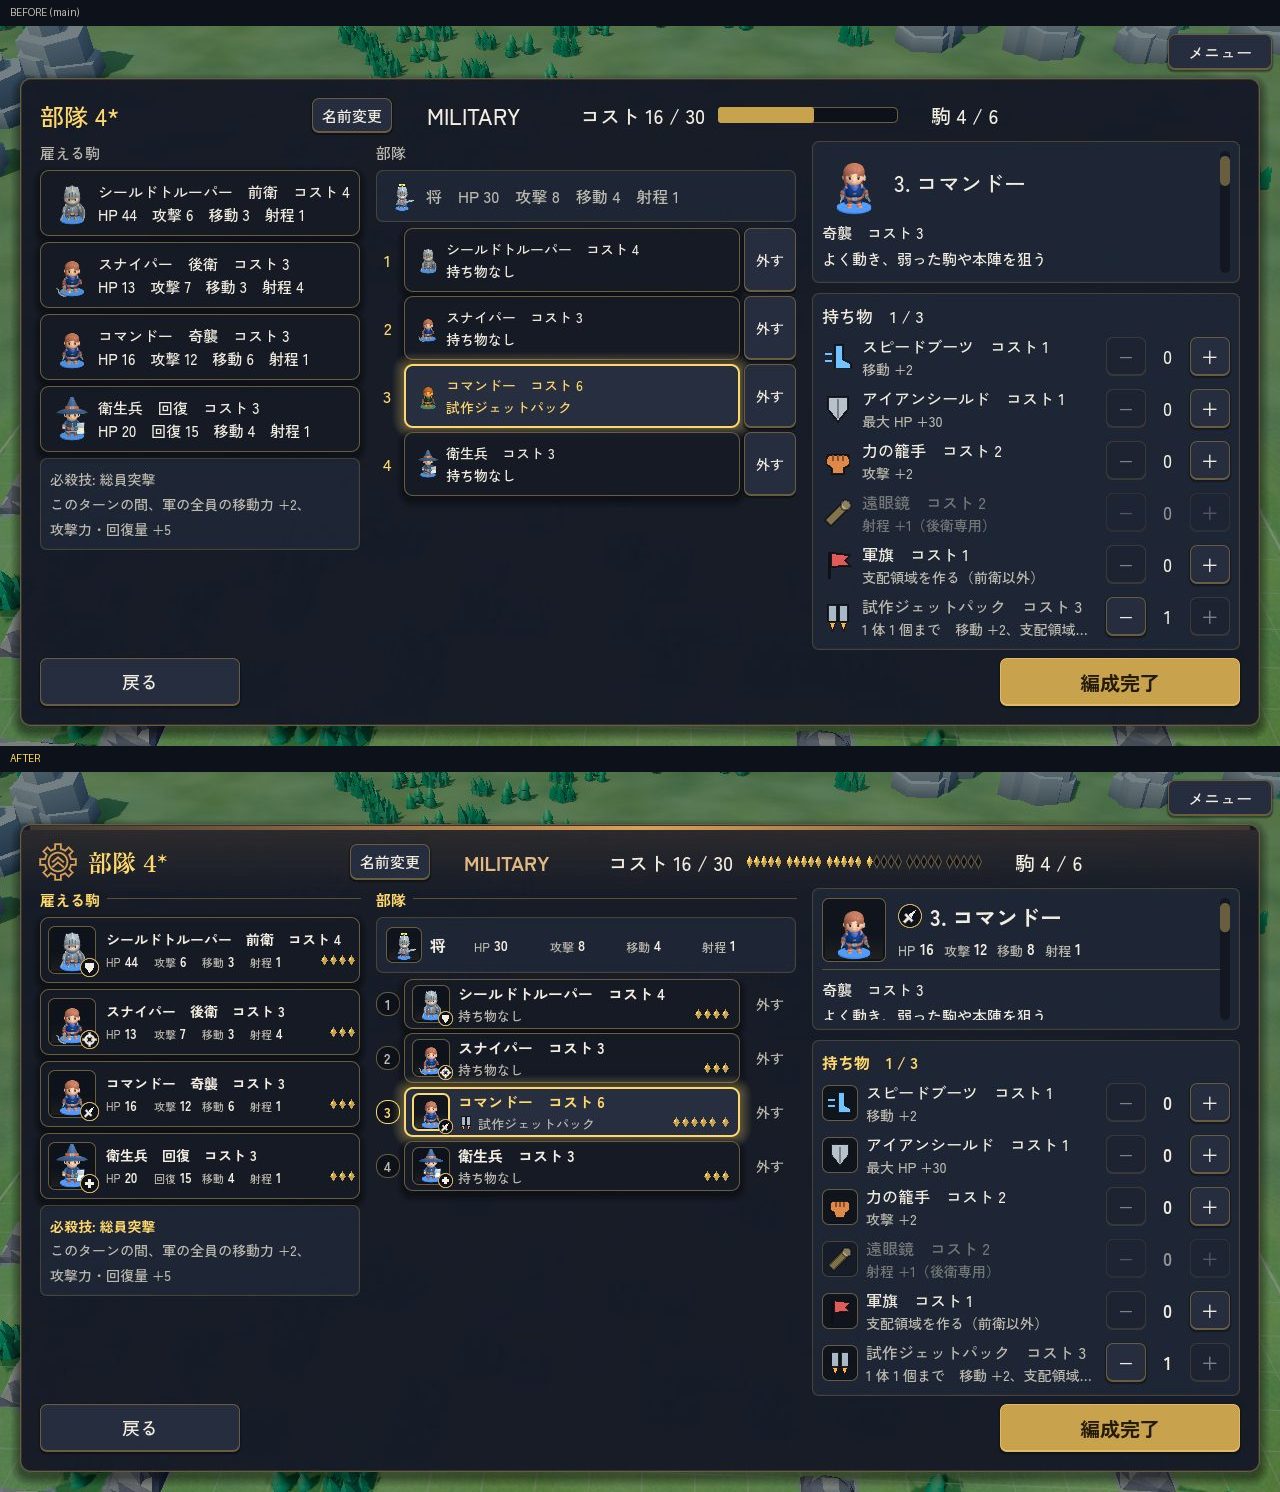 BEFORE (main)
メニュー
部隊 4*
名前変更
MILITARY
コスト 16 / 30
駒 4 / 6
雇える駒
シールドトルーパー 前衛 コスト 4
HP 44 攻撃 6 移動 3 射程 1
スナイパー 後衛 コスト 3
HP 13 攻撃 7 移動 3 射程 4
コマンドー 奇襲 コスト 3
HP 16 攻撃 12 移動 6 射程 1
衛生兵 回復 コスト 3
HP 20 回復 15 移動 4 射程 1
必殺技: 総員突撃
このターンの間、軍の全員の移動力 +2、
攻撃力・回復量 +5
部隊
将 HP 30 攻撃 8 移動 4 射程 1
1
シールドトルーパー コスト 4
持ち物なし
外す
2
スナイパー コスト 3
持ち物なし
外す
3
コマンドー コスト 6
試作ジェットパック
外す
4
衛生兵 コスト 3
持ち物なし
外す
3. コマンドー
奇襲 コスト 3
よく動き、弱った駒や本陣を狙う
持ち物 1 / 3
スピードブーツ コスト 1
移動 +2
− 0 +
アイアンシールド コスト 1
最大 HP +30
− 0 +
力の籠手 コスト 2
攻撃 +2
− 0 +
遠眼鏡 コスト 2
射程 +1（後衛専用）
− 0 +
軍旗 コスト 1
支配領域を作る（前衛以外）
− 0 +
試作ジェットパック コスト 3
1 体 1 個まで 移動 +2、支配領域...
− 1 +
戻る
編成完了
AFTER
メニュー
部隊 4*
名前変更
MILITARY
コスト 16 / 30
駒 4 / 6
雇える駒
シールドトルーパー 前衛 コスト 4
HP 44 攻撃 6 移動 3 射程 1
スナイパー 後衛 コスト 3
HP 13 攻撃 7 移動 3 射程 4
コマンドー 奇襲 コスト 3
HP 16 攻撃 12 移動 6 射程 1
衛生兵 回復 コスト 3
HP 20 回復 15 移動 4 射程 1
必殺技: 総員突撃
このターンの間、軍の全員の移動力 +2、
攻撃力・回復量 +5
部隊
将 HP 30 攻撃 8 移動 4 射程 1
1
シールドトルーパー コスト 4
持ち物なし
外す
2
スナイパー コスト 3
持ち物なし
外す
3
コマンドー コスト 6
試作ジェットパック
外す
4
衛生兵 コスト 3
持ち物なし
外す
3. コマンドー
HP 16 攻撃 12 移動 8 射程 1
奇襲 コスト 3
よく動き、弱った駒や本陣を狙う
持ち物 1 / 3
スピードブーツ コスト 1
移動 +2
− 0 +
アイアンシールド コスト 1
最大 HP +30
− 0 +
力の籠手 コスト 2
攻撃 +2
− 0 +
遠眼鏡 コスト 2
射程 +1（後衛専用）
− 0 +
軍旗 コスト 1
支配領域を作る（前衛以外）
− 0 +
試作ジェットパック コスト 3
1 体 1 個まで 移動 +2、支配領域...
− 1 +
戻る
編成完了